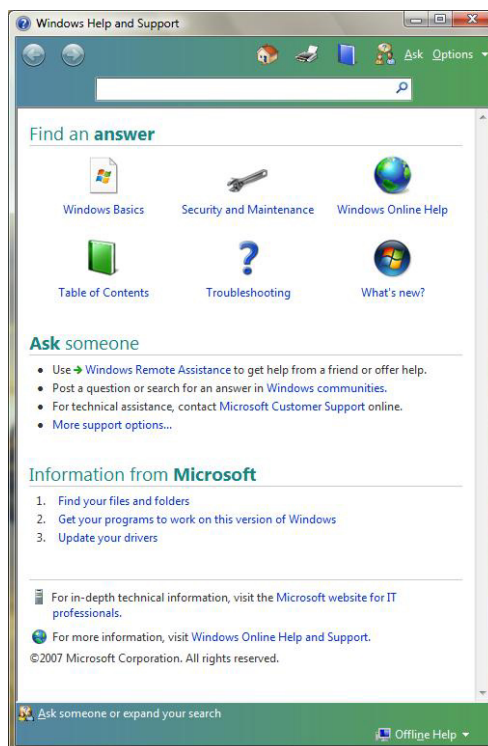 Windows Help and Support
Ask Options
Find an answer
Windows Basics
Security and Maintenance
Windows Online Help
Table of Contents
Troubleshooting
What's new?
Ask someone
Use Windows Remote Assistance to get help from a friend or offer help.
Post a question or search for an answer in Windows communities.
For technical assistance, contact Microsoft Customer Support online.
More support options...
Information from Microsoft
1. Find your files and folders
2. Get your programs to work on this version of Windows
3. Update your drivers
For in-depth technical information, visit the Microsoft website for IT
professionals.
For more information, visit Windows Online Help and Support.
©2007 Microsoft Corporation. All rights reserved.
Ask someone or expand your search
Offline Help